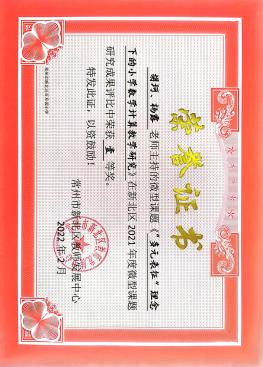 荣誉证书
老师主持的微型课题《“多元表征”理念
下的小学数学计算教学研究》在新北区2021年度微型课题
研究成果评比中荣获 壹 等奖。
特发此证，以资鼓励！
常州市新北区教师发展中心
2022年2月